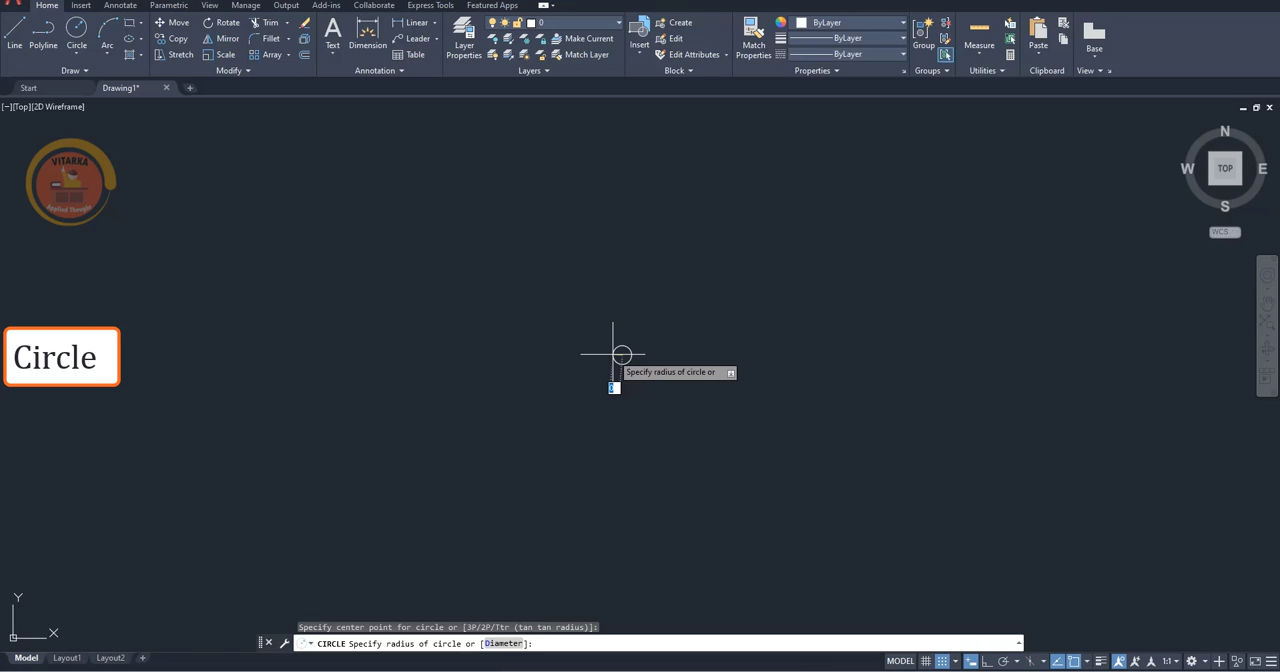 Home Insert Annotate Parametric View Manage Output Add-ins Collaborate Express Tools Featured Apps
Line Polyline Circle Arc
Move Rotate Trim
Copy Mirror Fillet
Stretch Scale Array
Text Dimension
Linear
Leader
Table
Layer Properties
0
Make Current
Match Layer
Insert
Create
Edit
Edit Attributes
Match Properties
ByLayer
ByLayer
ByLayer
Group Measure Paste Base
Draw Modify Annotation Layers Block Properties Groups Utilities Clipboard View
Start Drawing1*
[−][Top][2D Wireframe]
N
W TOP E
S
WCS
VITARKA
Applied Thought
Circle
Specify radius of circle or
Y
X
Specify center point for circle or [3P/2P/Ttr (tan tan radius)]:
CIRCLE Specify radius of circle or [Diameter]:
Model Layout1 Layout2
MODEL 1:1